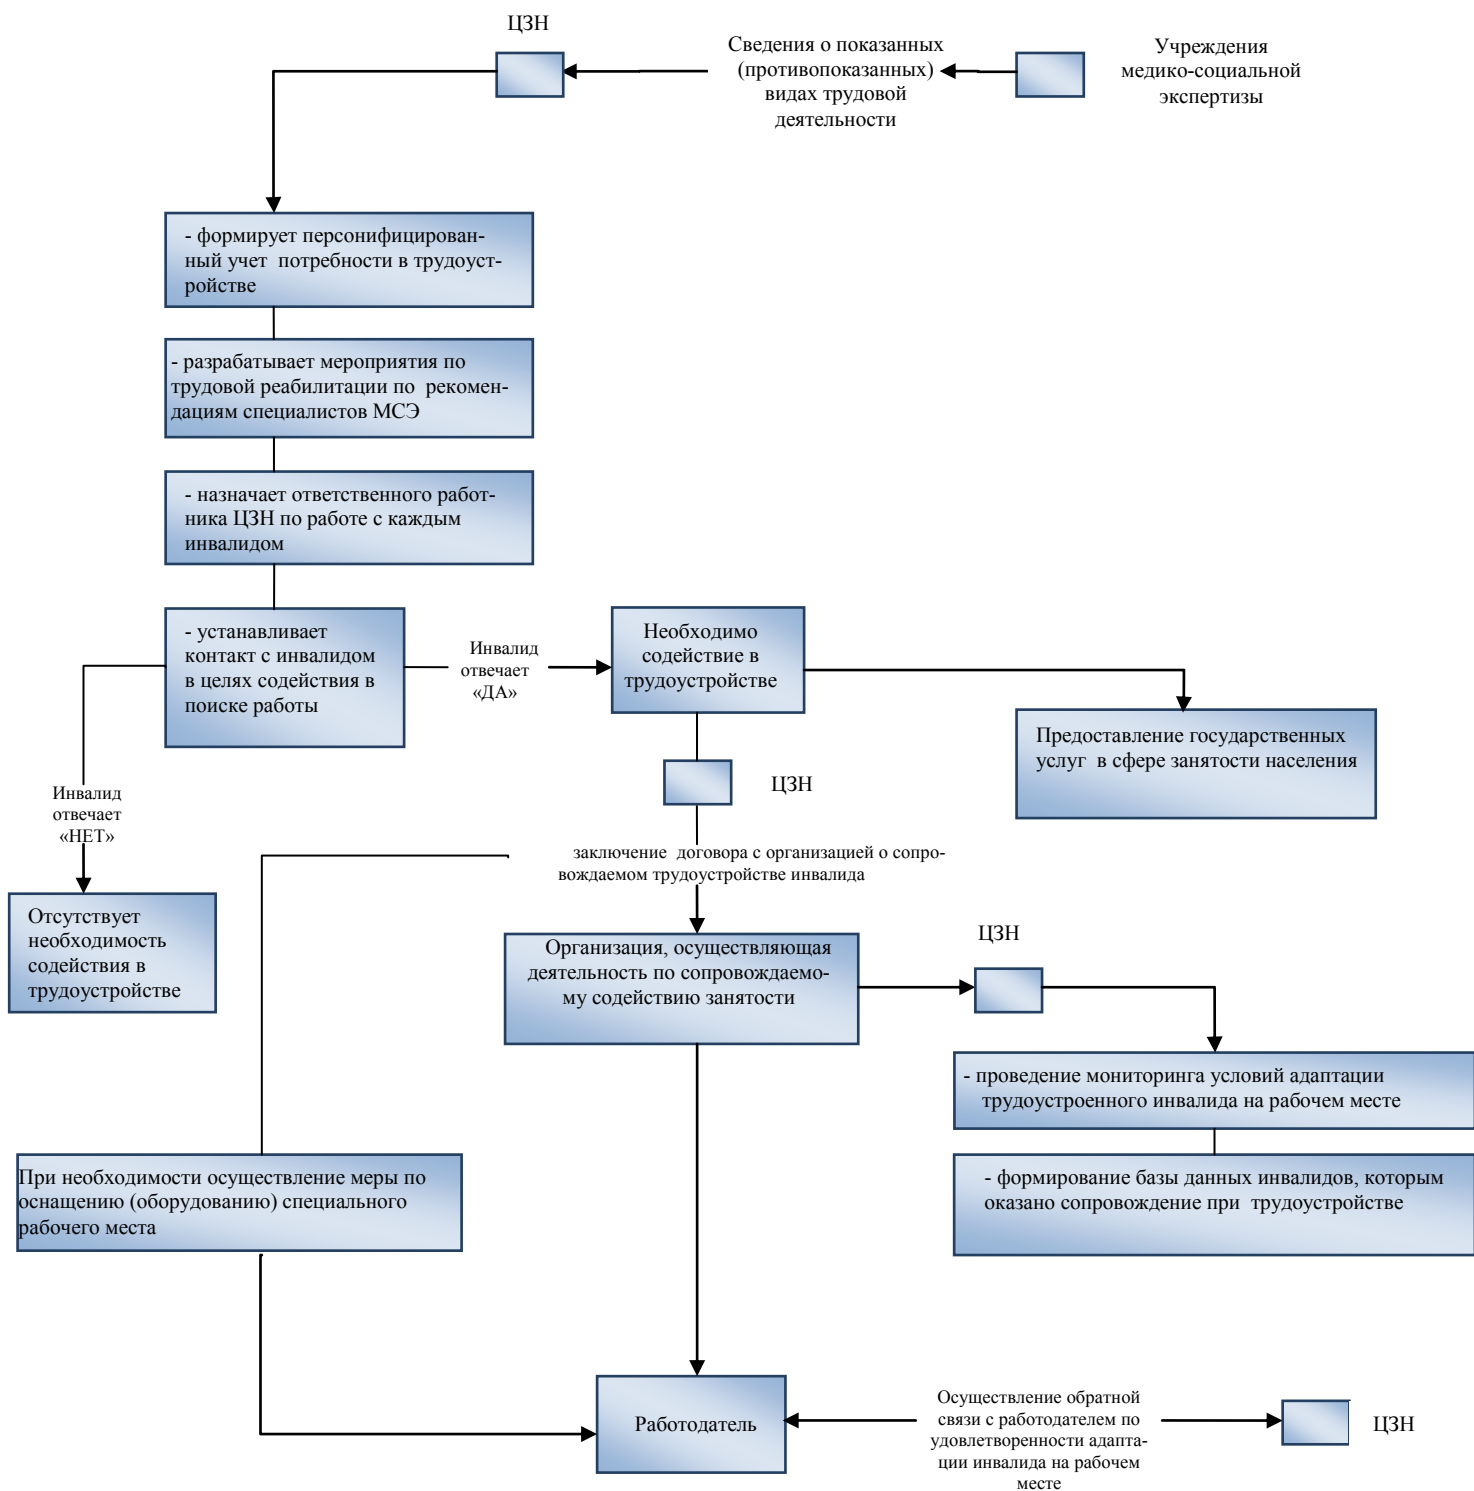 ЦЗН
Сведения о показанных
(противопоказанных)
видах трудовой
деятельности
Учреждения
медико-социальной
экспертизы
- формирует персонифицирован-
ный учет потребности в трудоуст-
ройстве
- разрабатывает мероприятия по
трудовой реабилитации по рекомен-
дациям специалистов МСЭ
- назначает ответственного работ-
ника ЦЗН по работе с каждым
инвалидом
- устанавливает
контакт с инвалидом
в целях содействия в
поиске работы
Инвалид
отвечает
«ДА»
Необходимо
содействие в
трудоустройстве
Предоставление государственных
услуг в сфере занятости населения
ЦЗН
Инвалид
отвечает
«НЕТ»
заключение договора с организацией о сопро-
вождаемом трудоустройстве инвалида
Отсутствует
необходимость
содействия в
трудоустройстве
Организация, осуществляющая
деятельность по сопровождаемо-
му содействию занятости
ЦЗН
- проведение мониторинга условий адаптации
трудоустроенного инвалида на рабочем месте
При необходимости осуществление меры по
оснащению (оборудованию) специального
рабочего места
- формирование базы данных инвалидов, которым
оказано сопровождение при трудоустройстве
Работодатель
Осуществление обратной
связи с работодателем по
удовлетворенности адапта-
ции инвалида на рабочем
месте
ЦЗН